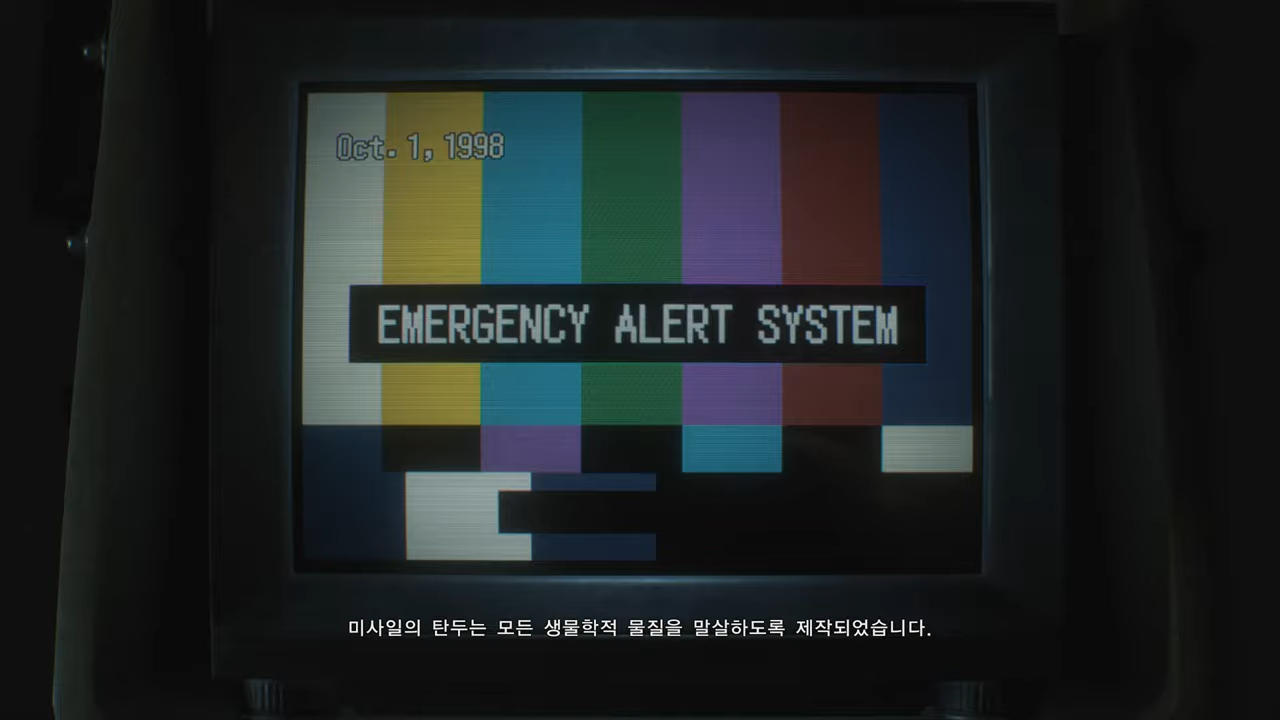 Oct. 1, 1998
EMERGENCY ALERT SYSTEM
미사일의 탄두는 모든 생물학적 물질을 말살하도록 제작되었습니다.